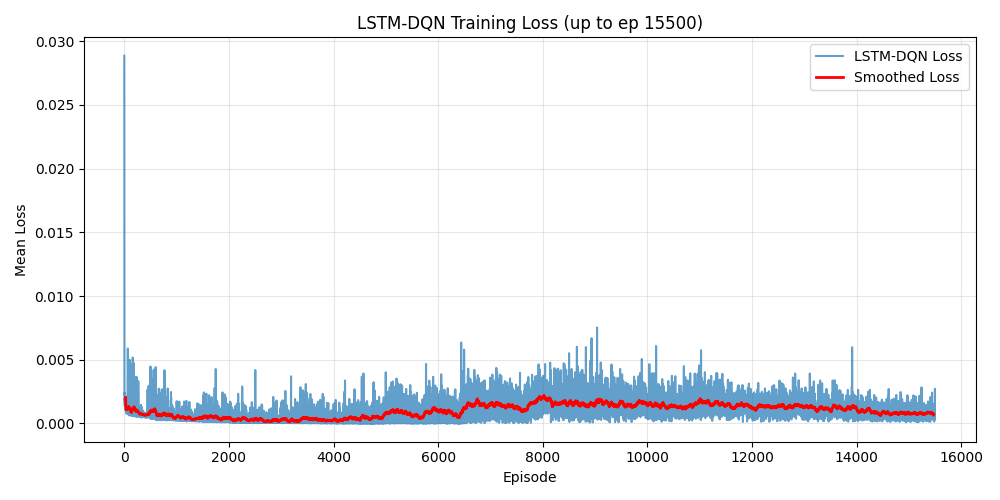 LSTM-DQN Training Loss (up to ep 15500)
LSTM-DQN Loss
Smoothed Loss
Mean Loss
0.030
0.025
0.020
0.015
0.010
0.005
0.000
0 2000 4000 6000 8000 10000 12000 14000 16000
Episode